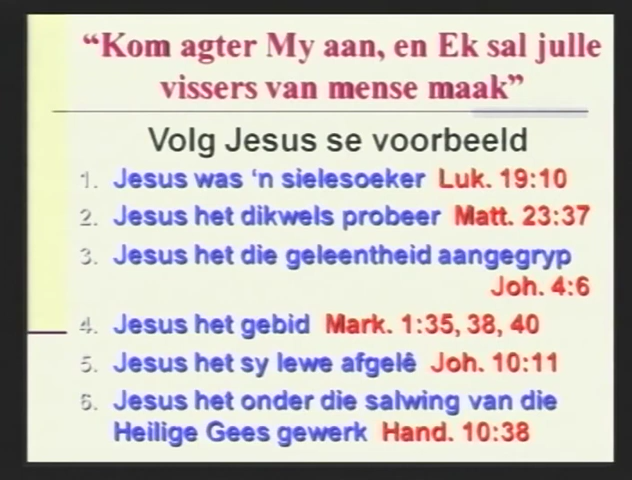 “Kom agter My aan, en Ek sal julle
vissers van mense maak”
Volg Jesus se voorbeeld
1. Jesus was ‘n sielesoeker Luk. 19:10
2. Jesus het dikwels probeer Matt. 23:37
3. Jesus het die geleentheid aangegryp
Joh. 4:6
4. Jesus het gebid Mark. 1:35, 38, 40
5. Jesus het sy lewe afgelê Joh. 10:11
6. Jesus het onder die salwing van die
Heilige Gees gewerk Hand. 10:38